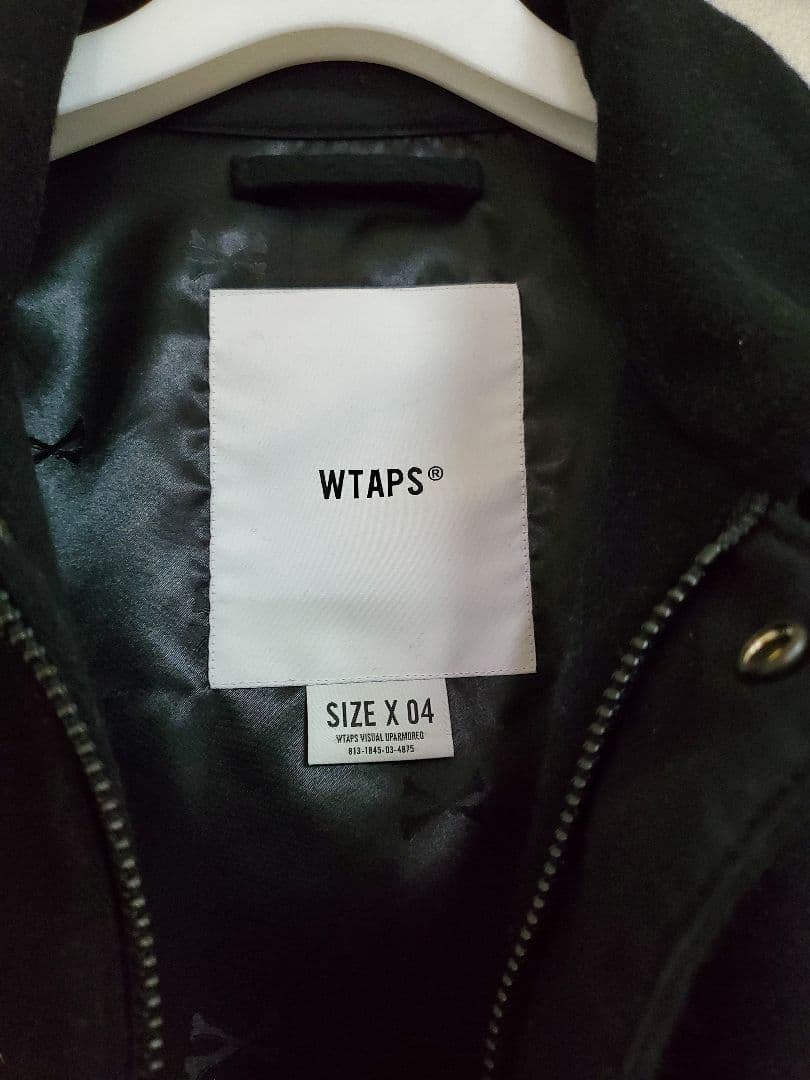 WTAPS®
SIZE X 04
WTAPS VISUAL UPARMORED
813-1845-03-4875